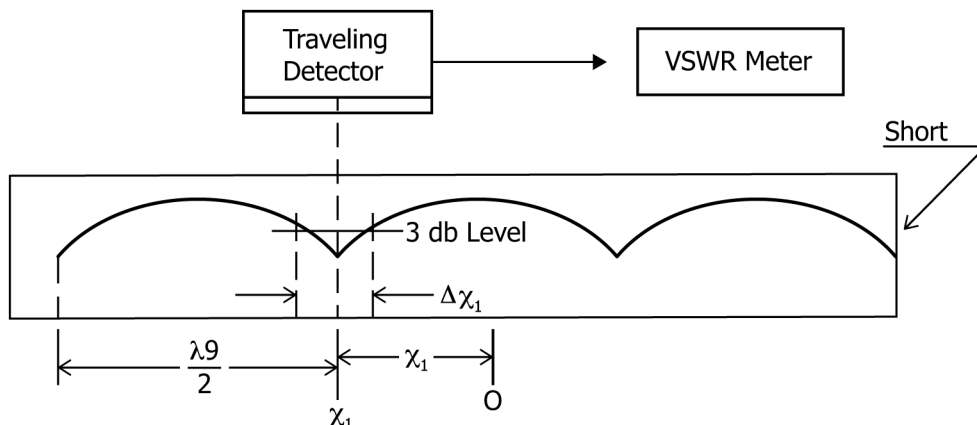 Traveling
Detector
VSWR Meter
Short
3 db Level
Δχ₁
λ9
2
χ₁
χ₁
O